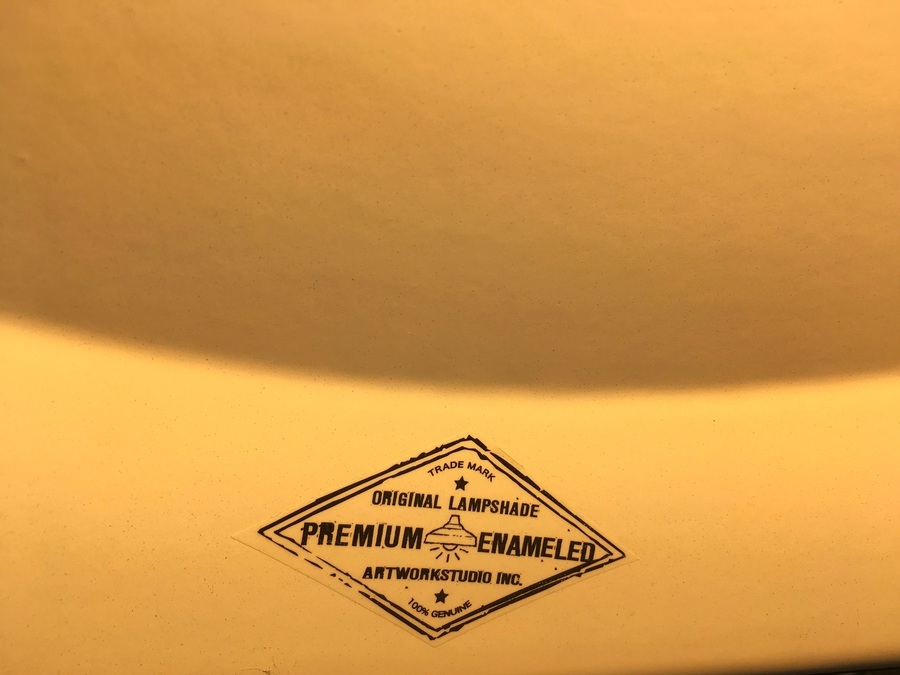 TRADE MARK
ORIGINAL LAMPSHADE
PREMIUM ENAMELED
ARTWORKSTUDIO INC.
100% GENUINE